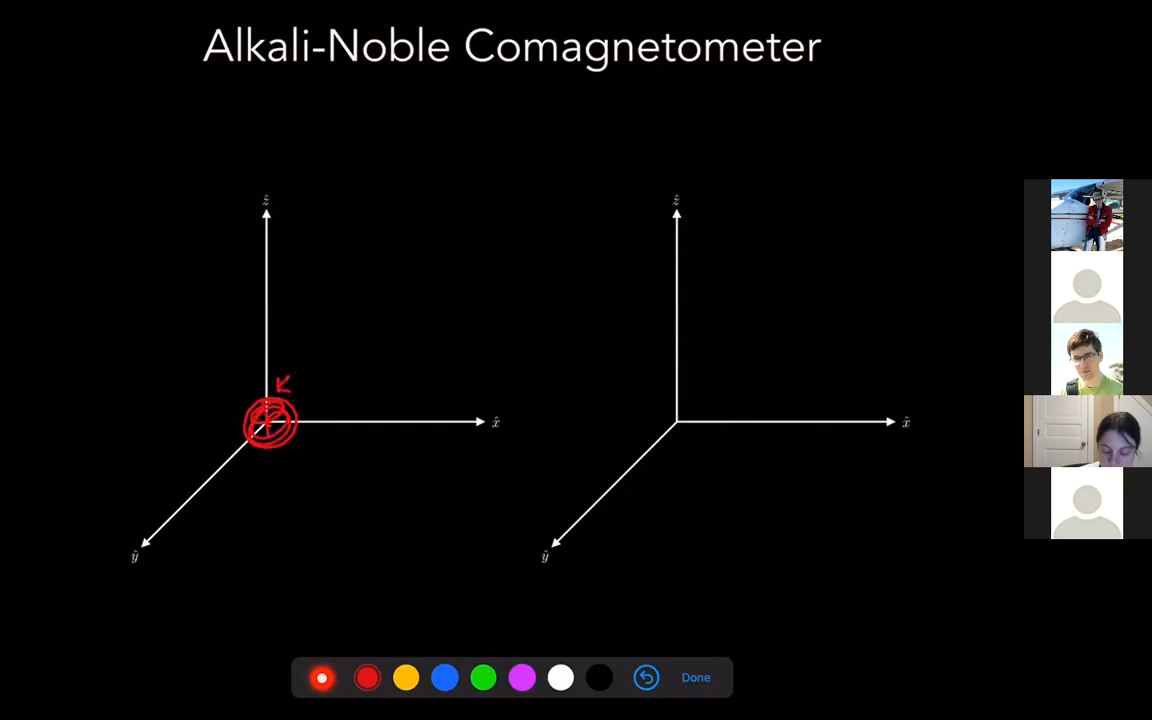 Alkali-Noble Comagnetometer
ẑ
ẑ
x̂
x̂
ŷ
ŷ
Done